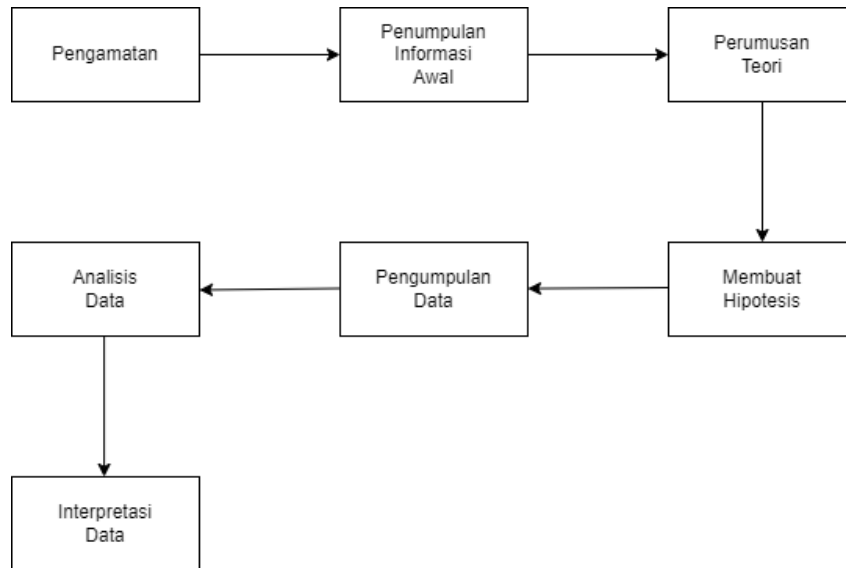 Pengamatan
Penumpulan
Informasi
Awal
Perumusan
Teori
Membuat
Hipotesis
Pengumpulan
Data
Analisis
Data
Interpretasi
Data